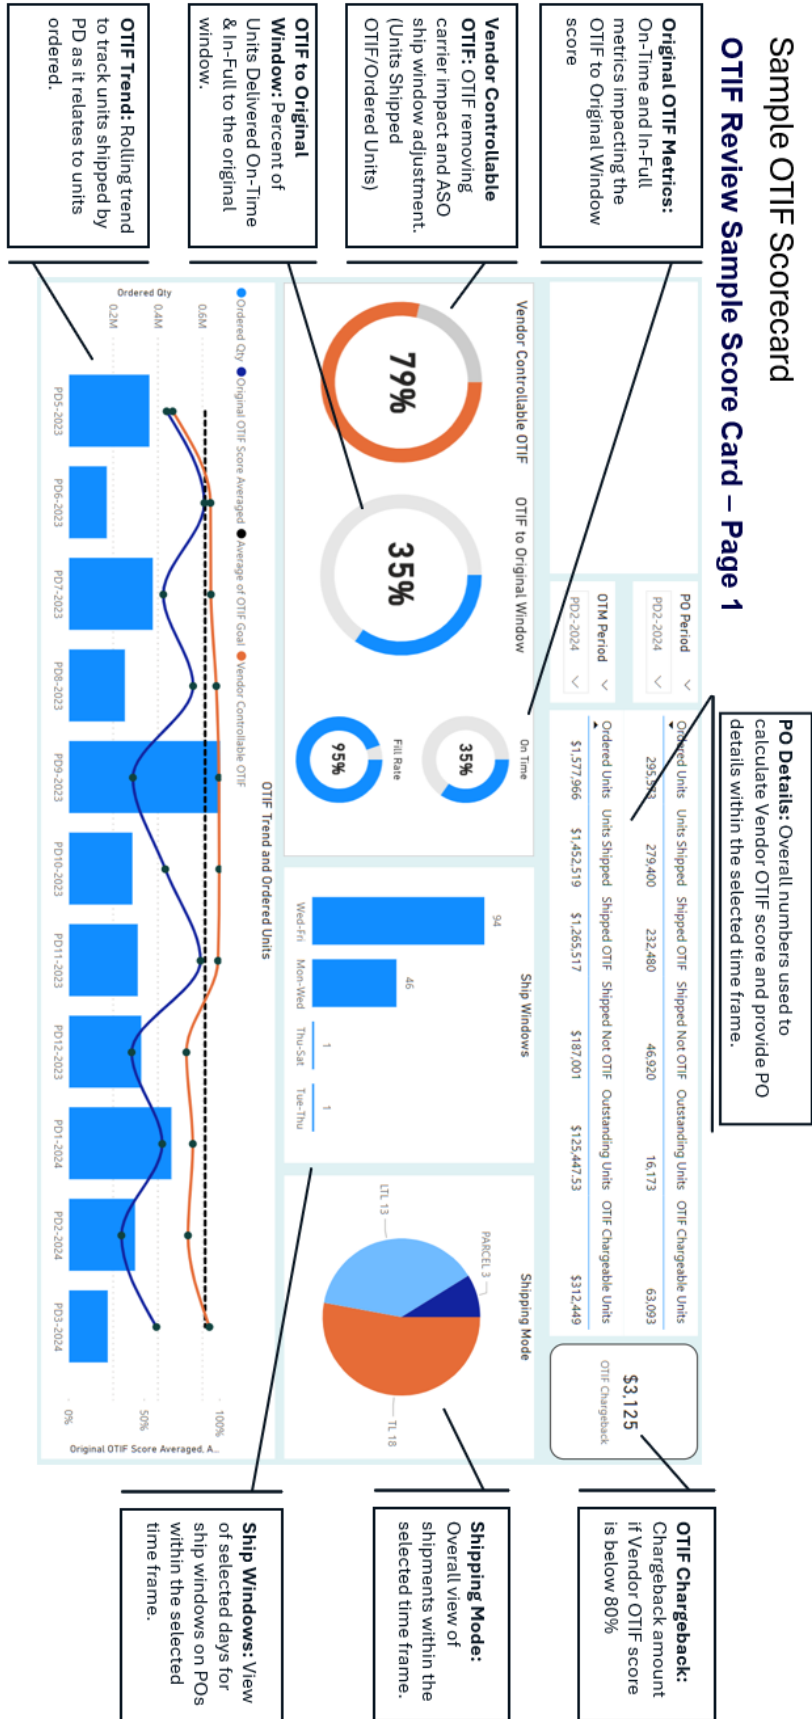 Sample OTIF Scorecard
OTIF Review Sample Score Card – Page 1
Original OTIF Metrics:
On-Time and In-Full
metrics impacting the
OTIF to Original Window
score
Vendor Controllable
OTIF: OTIF removing
carrier impact and ASO
ship window adjustment.
(Units Shipped
OTIF/Ordered Units)
OTIF to Original
Window: Percent of
Units Delivered On-Time
& In-Full to the original
window.
OTIF Trend: Rolling trend
to track units shipped by
PD as it relates to units
ordered.
PO Details: Overall numbers used to
calculate Vendor OTIF score and provide PO
details within the selected time frame.
PO Period
PD2-2024
OTM Period
PD2-2024
Ordered Units Units Shipped Shipped OTIF Shipped Not OTIF Outstanding Units OTIF Chargeable Units
295,573 279,400 232,480 46,920 16,173 63,093
Ordered Units Units Shipped Shipped OTIF Shipped Not OTIF Outstanding Units OTIF Chargeable Units
$1,577,966 $1,452,519 $1,265,517 $187,001 $125,447.53 $312,449
$3,125
OTIF Chargeback
Vendor Controllable OTIF
79%
OTIF to Original Window
35%
On Time
35%
Fill Rate
95%
Ship Windows
94
46
1
1
Wed-Fri Mon-Wed Thu-Sat Tue-Thu
Shipping Mode
PARCEL 3
LTL 13
TL 18
OTIF Trend and Ordered Units
Ordered Qty Original OTIF Score Averaged Average of OTIF Goal Vendor Controllable OTIF
Ordered Qty
0.6M
0.4M
0.2M
100%
50%
0%
Original OTIF Score Averaged, A...
PD5-2023 PD6-2023 PD7-2023 PD8-2023 PD9-2023 PD10-2023 PD11-2023 PD12-2023 PD1-2024 PD2-2024 PD3-2024
OTIF Chargeback:
Chargeback amount
if Vendor OTIF score
is below 80%
Shipping Mode:
Overall view of
shipments within the
selected time frame.
Ship Windows: View
of selected days for
ship windows on POs
within the selected
time frame.